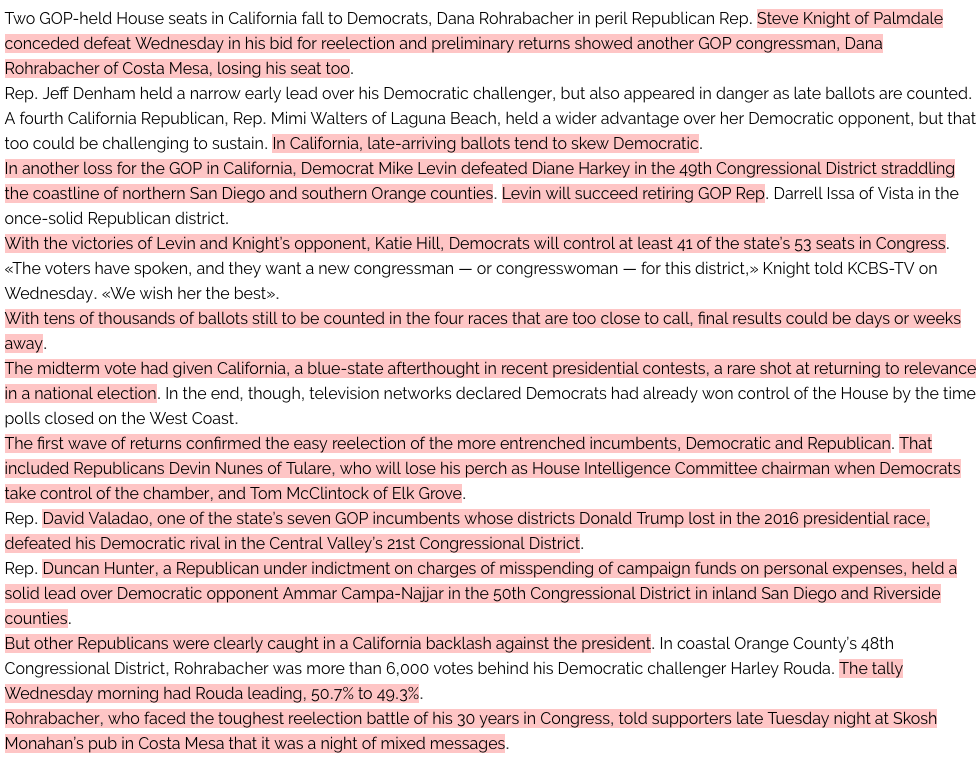 Two GOP-held House seats in California fall to Democrats, Dana Rohrabacher in peril Republican Rep. Steve Knight of Palmdale
conceded defeat Wednesday in his bid for reelection and preliminary returns showed another GOP congressman, Dana
Rohrabacher of Costa Mesa, losing his seat too.
Rep. Jeff Denham held a narrow early lead over his Democratic challenger, but also appeared in danger as late ballots are counted.
A fourth California Republican, Rep. Mimi Walters of Laguna Beach, held a wider advantage over her Democratic opponent, but that
too could be challenging to sustain. In California, late-arriving ballots tend to skew Democratic.
In another loss for the GOP in California, Democrat Mike Levin defeated Diane Harkey in the 49th Congressional District straddling
the coastline of northern San Diego and southern Orange counties. Levin will succeed retiring GOP Rep. Darrell Issa of Vista in the
once-solid Republican district.
With the victories of Levin and Knight's opponent, Katie Hill, Democrats will control at least 41 of the state's 53 seats in Congress.
«The voters have spoken, and they want a new congressman — or congresswoman — for this district,» Knight told KCBS-TV on
Wednesday. «We wish her the best».
With tens of thousands of ballots still to be counted in the four races that are too close to call, final results could be days or weeks
away.
The midterm vote had given California, a blue-state afterthought in recent presidential contests, a rare shot at returning to relevance
in a national election. In the end, though, television networks declared Democrats had already won control of the House by the time
polls closed on the West Coast.
The first wave of returns confirmed the easy reelection of the more entrenched incumbents, Democratic and Republican. That
included Republicans Devin Nunes of Tulare, who will lose his perch as House Intelligence Committee chairman when Democrats
take control of the chamber, and Tom McClintock of Elk Grove.
Rep. David Valadao, one of the state's seven GOP incumbents whose districts Donald Trump lost in the 2016 presidential race,
defeated his Democratic rival in the Central Valley's 21st Congressional District.
Rep. Duncan Hunter, a Republican under indictment on charges of misspending of campaign funds on personal expenses, held a
solid lead over Democratic opponent Ammar Campa-Najjar in the 50th Congressional District in inland San Diego and Riverside
counties.
But other Republicans were clearly caught in a California backlash against the president. In coastal Orange County's 48th
Congressional District, Rohrabacher was more than 6,000 votes behind his Democratic challenger Harley Rouda. The tally
Wednesday morning had Rouda leading, 50.7% to 49.3%.
Rohrabacher, who faced the toughest reelection battle of his 30 years in Congress, told supporters late Tuesday night at Skosh
Monahan's pub in Costa Mesa that it was a night of mixed messages.